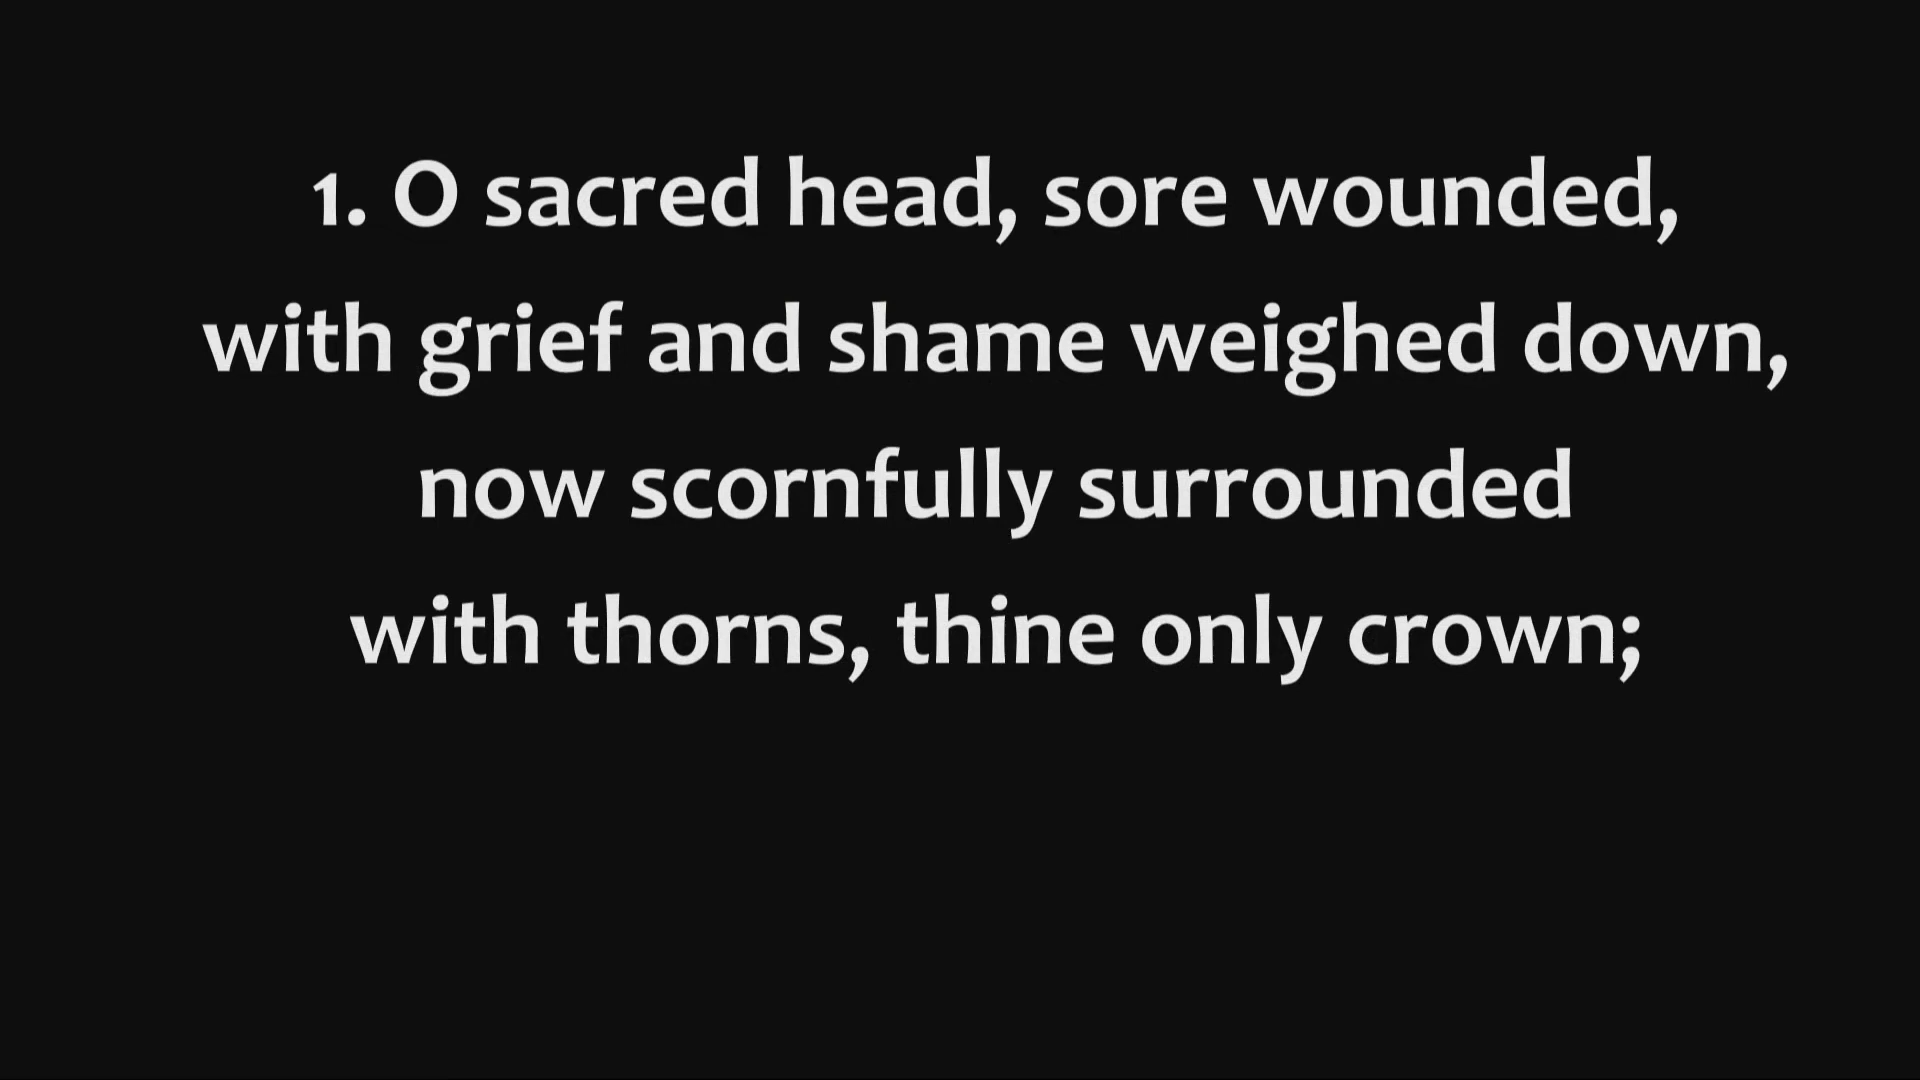 1. O sacred head, sore wounded,
with grief and shame weighed down,
now scornfully surrounded
with thorns, thine only crown;